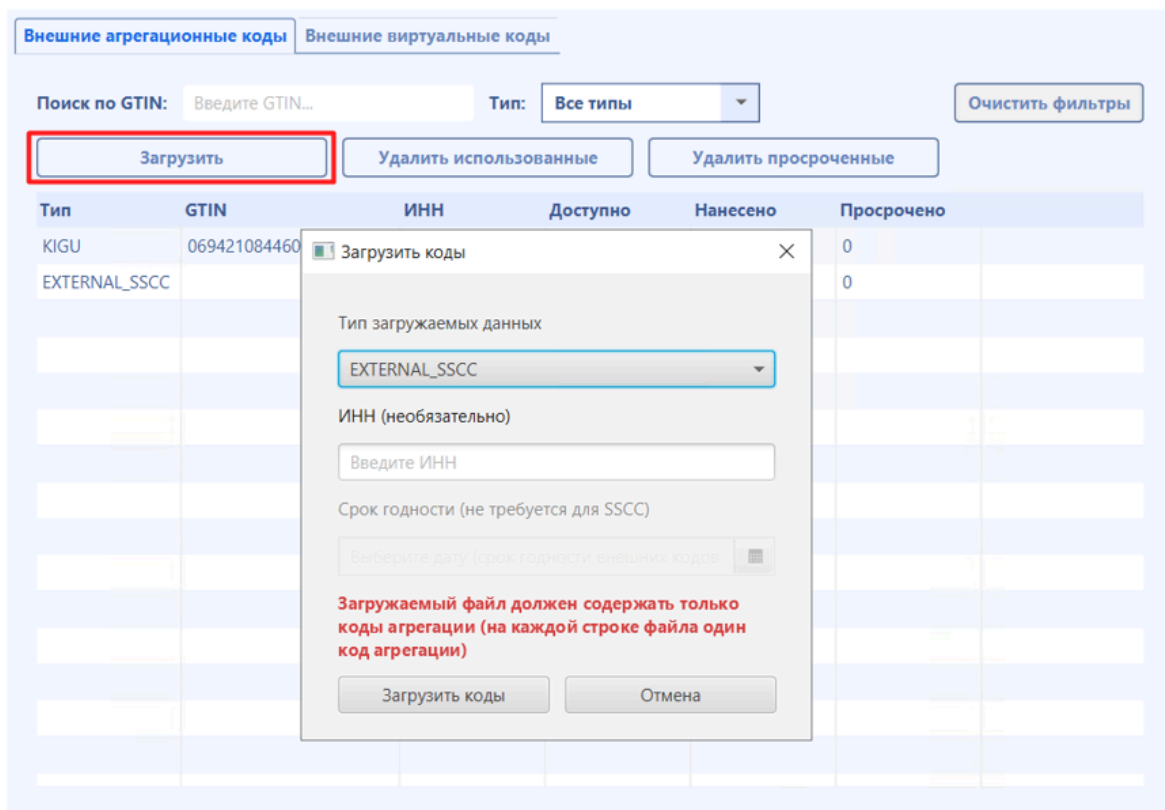 Внешние агрегационные коды Внешние виртуальные коды
Поиск по GTIN: Введите GTIN... Тип: Все типы Очистить фильтры
Загрузить Удалить использованные Удалить просроченные
Тип GTIN ИНН Доступно Нанесено Просрочено
KIGU 069421084460 0
EXTERNAL_SSCC 0
Загрузить коды
Тип загружаемых данных
EXTERNAL_SSCC
ИНН (необязательно)
Введите ИНН
Срок годности (не требуется для SSCC)
Выберите дату (срок годности внешних кодов
Загружаемый файл должен содержать только
коды агрегации (на каждой строке файла один
код агрегации)
Загрузить коды Отмена